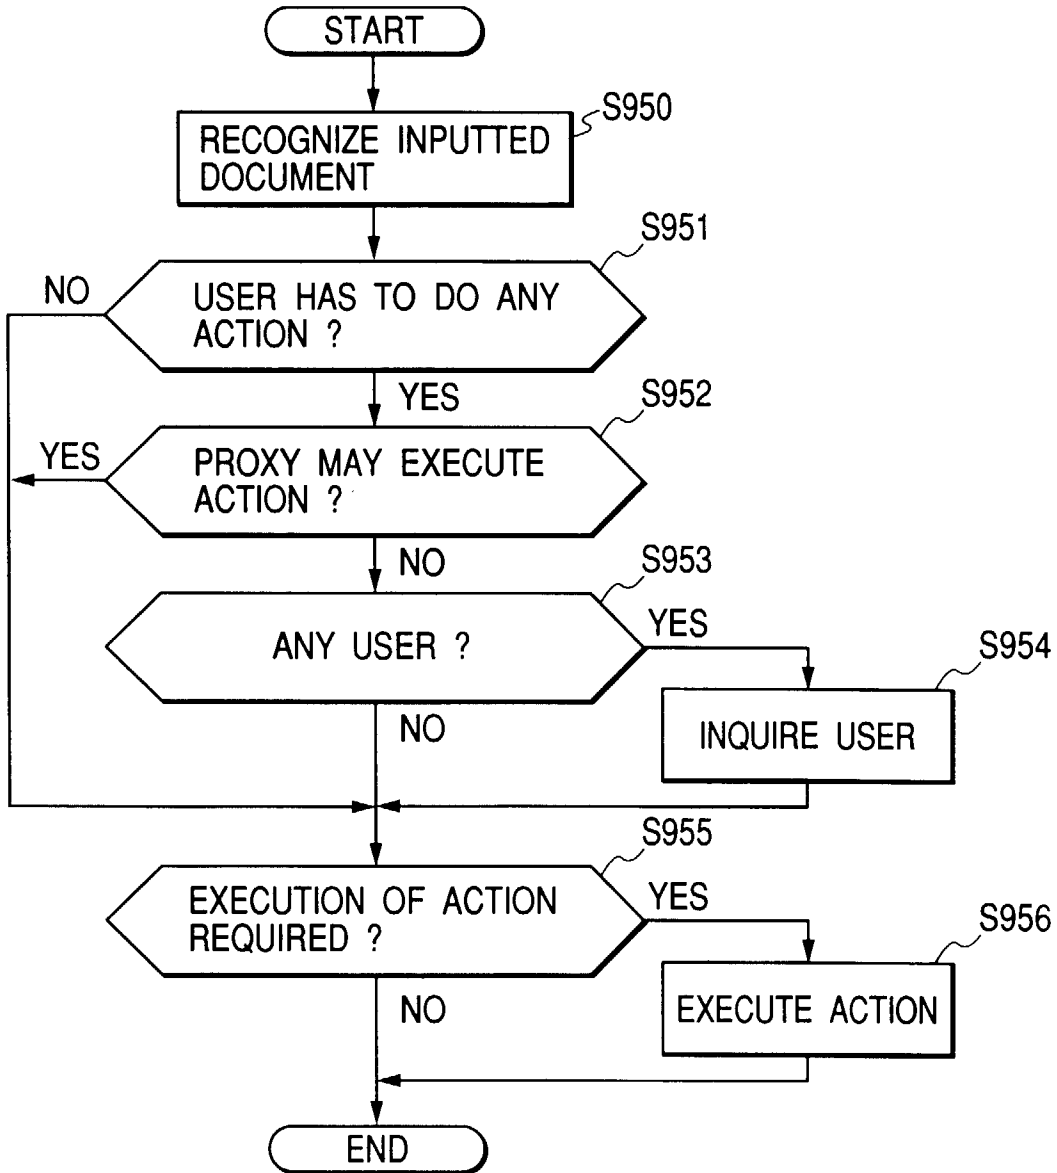 START
S950
RECOGNIZE INPUTTED
DOCUMENT
S951
NO
USER HAS TO DO ANY
ACTION ?
YES
S952
YES
PROXY MAY EXECUTE
ACTION ?
NO
S953
ANY USER ?
YES
S954
NO
INQUIRE USER
S955
EXECUTION OF ACTION
REQUIRED ?
YES
S956
NO
EXECUTE ACTION
END